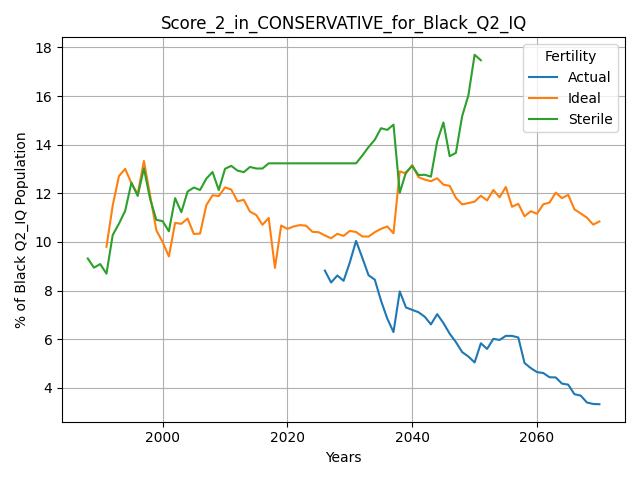 Score_2_in_CONSERVATIVE_for_Black_Q2_IQ
Fertility
Actual
Ideal
Sterile
% of Black Q2_IQ Population
18
16
14
12
10
8
6
4
2000
2020
2040
2060
Years